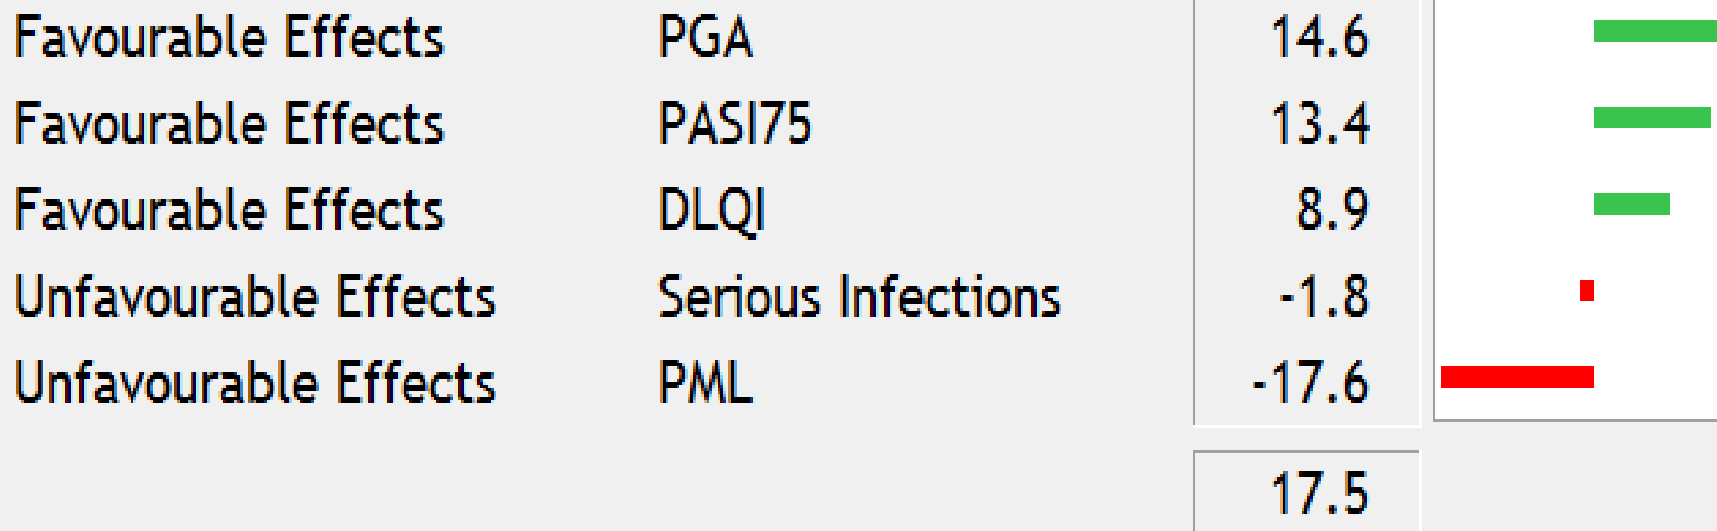 Favourable Effects PGA 14.6
Favourable Effects PASI75 13.4
Favourable Effects DLQI 8.9
Unfavourable Effects Serious Infections -1.8
Unfavourable Effects PML -17.6
17.5